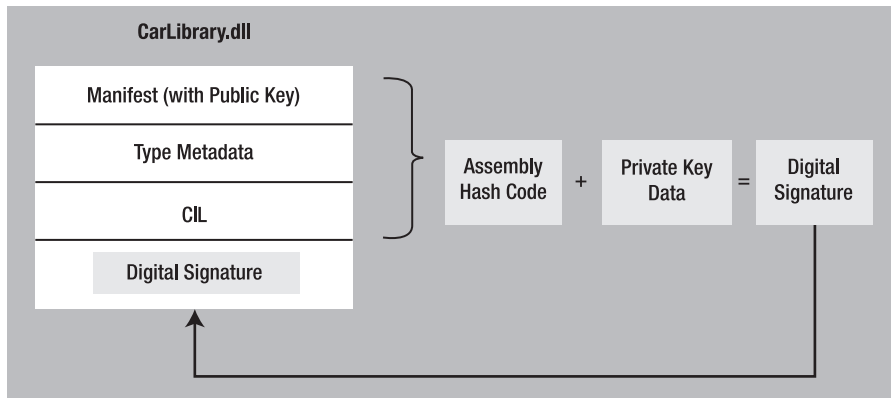 CarLibrary.dll
Manifest (with Public Key)
Type Metadata
CIL
Digital Signature
Assembly
Hash Code
+
Private Key
Data
=
Digital
Signature